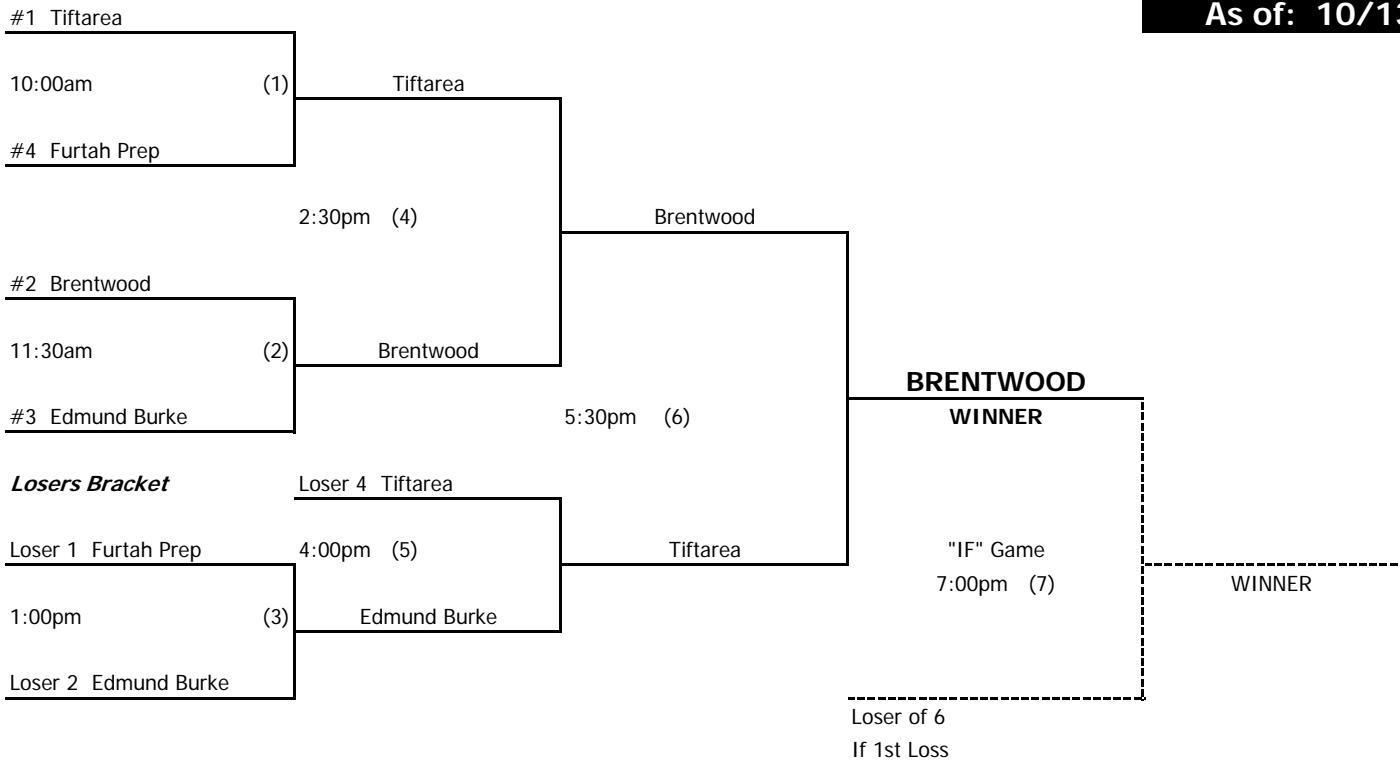 As of: 10/13
#1 Tiftarea
10:00am (1) Tiftarea
#4 Furtah Prep
2:30pm (4) Brentwood
#2 Brentwood
11:30am (2) Brentwood
BRENTWOOD
#3 Edmund Burke 5:30pm (6) WINNER
Losers Bracket Loser 4 Tiftarea
Loser 1 Furtah Prep 4:00pm (5) Tiftarea "IF" Game
7:00pm (7) WINNER
1:00pm (3) Edmund Burke
Loser 2 Edmund Burke
Loser of 6
If 1st Loss